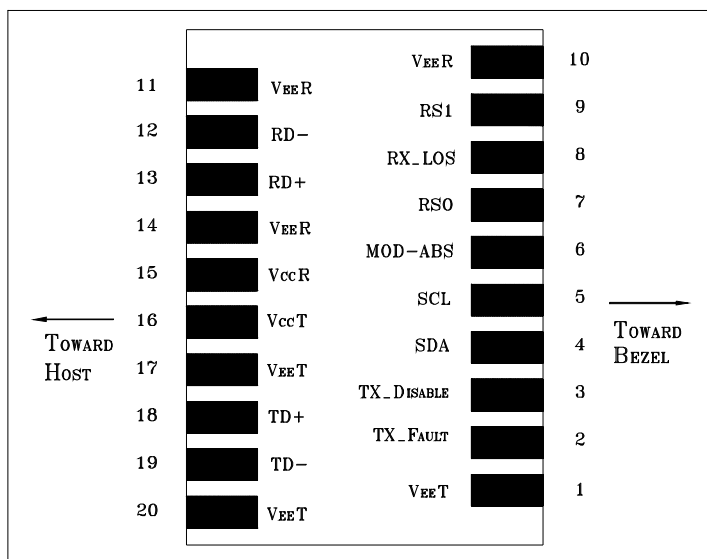 11 VEER
12 RD-
13 RD+
14 VEER
15 VCCR
16 VCCT
17 VEET
18 TD+
19 TD-
20 VEET
TOWARD
HOST
VEER 10
RS1 9
RX_LOS 8
RS0 7
MOD-ABS 6
SCL 5
SDA 4
TX_DISABLE 3
TX_FAULT 2
VEET 1
TOWARD
BEZEL